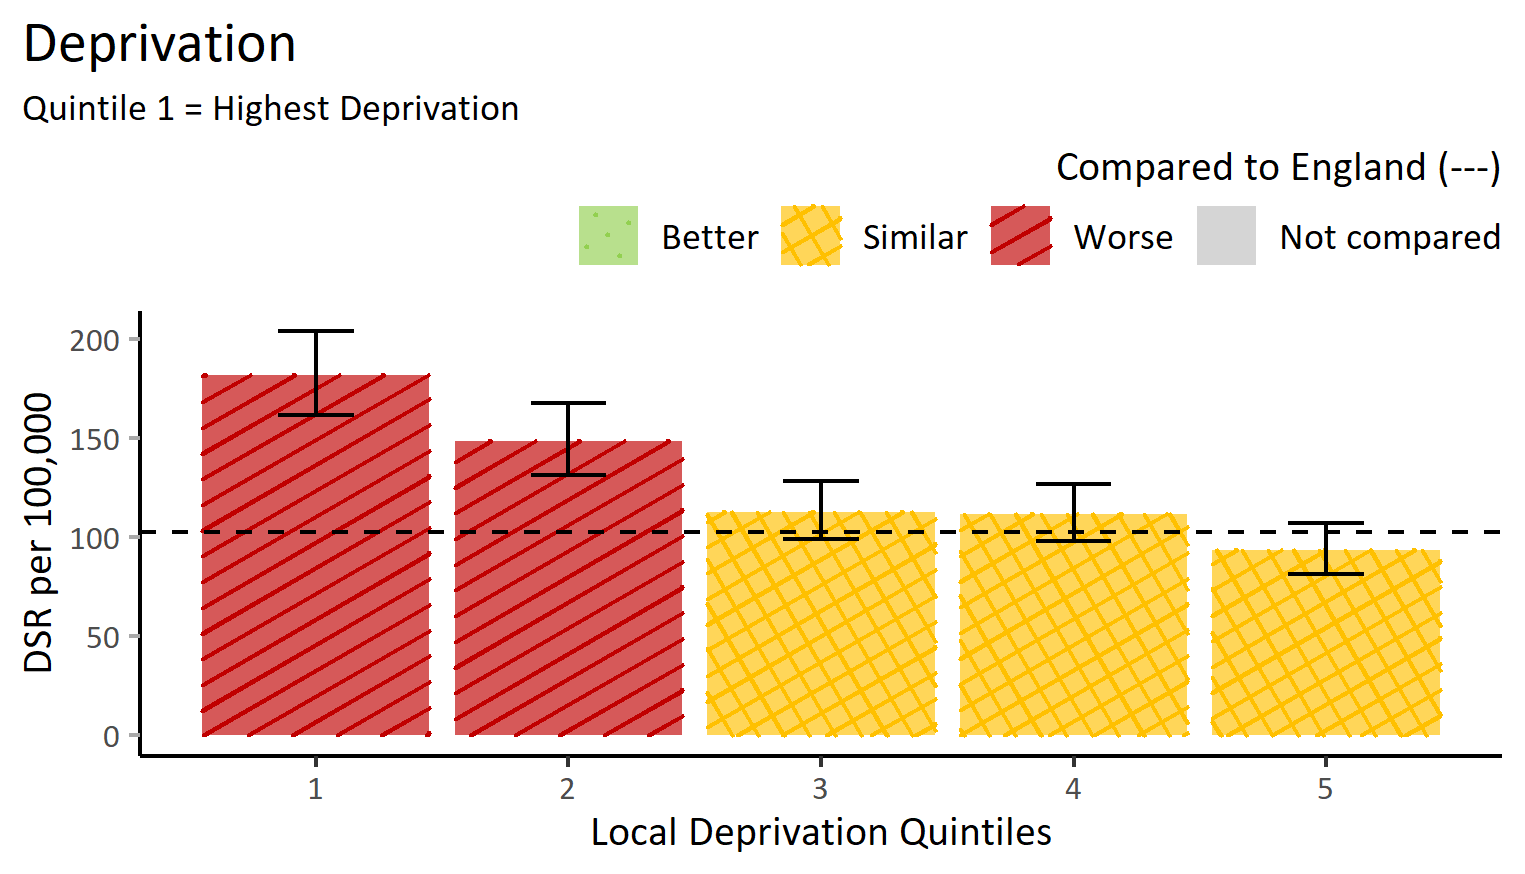 Deprivation
Quintile 1 = Highest Deprivation
Compared to England (---)
Better Similar Worse Not compared
DSR per 100,000
200
150
100
50
0
1 2 3 4 5
Local Deprivation Quintiles